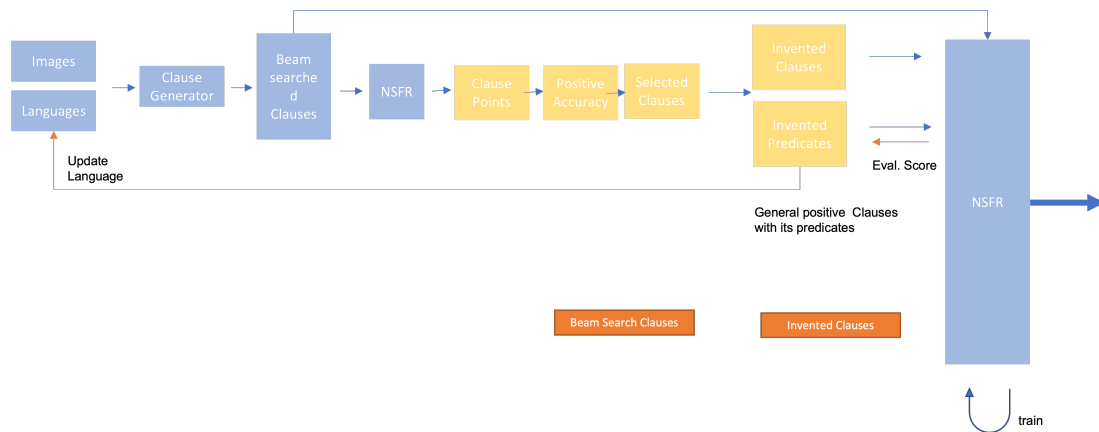 Images
Languages
Clause
Generator
Beam
searche
d
Clauses
NSFR
Clause
Points
Positive
Accuracy
Selected
Clauses
Invented
Clauses
Invented
Predicates
Update
Language
Eval. Score
General positive  Clauses
with its predicates
NSFR
Beam Search Clauses
Invented Clauses
train